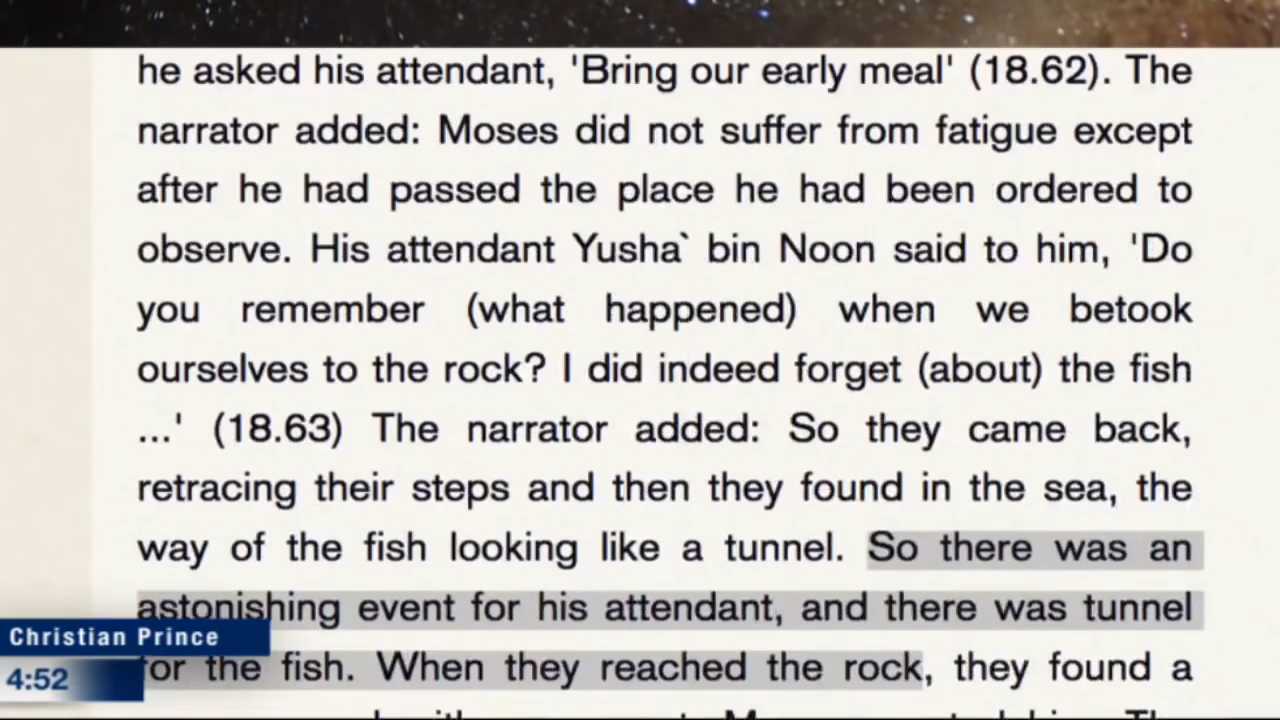 he asked his attendant, 'Bring our early meal' (18.62). The
narrator added: Moses did not suffer from fatigue except
after he had passed the place he had been ordered to
observe. His attendant Yusha` bin Noon said to him, 'Do
you remember (what happened) when we betook
ourselves to the rock? I did indeed forget (about) the fish
...' (18.63) The narrator added: So they came back,
retracing their steps and then they found in the sea, the
way of the fish looking like a tunnel. So there was an
astonishing event for his attendant, and there was tunnel
for the fish. When they reached the rock, they found a
Christian Prince
4:52